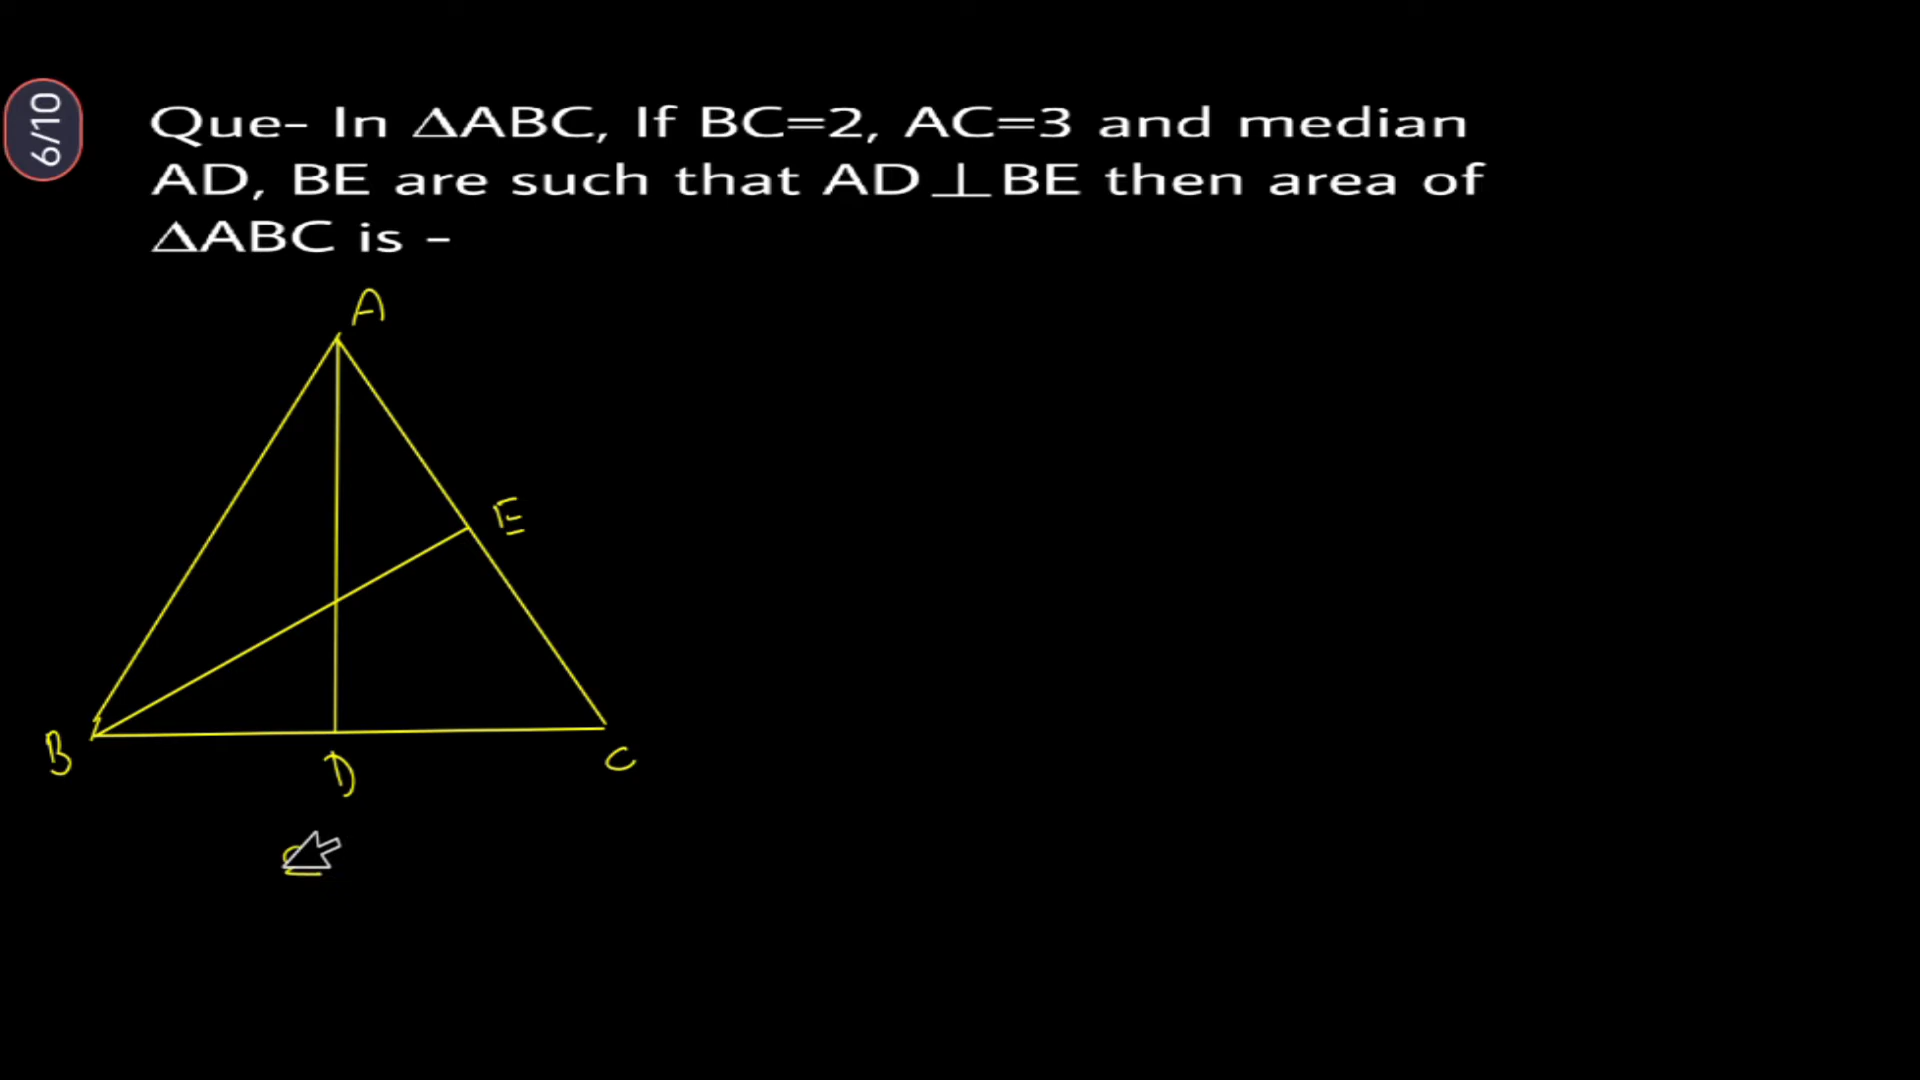 6/10
Que- In ΔABC, If BC=2, AC=3 and median
AD, BE are such that AD⊥BE then area of
ΔABC is -
A
E
B
D
C